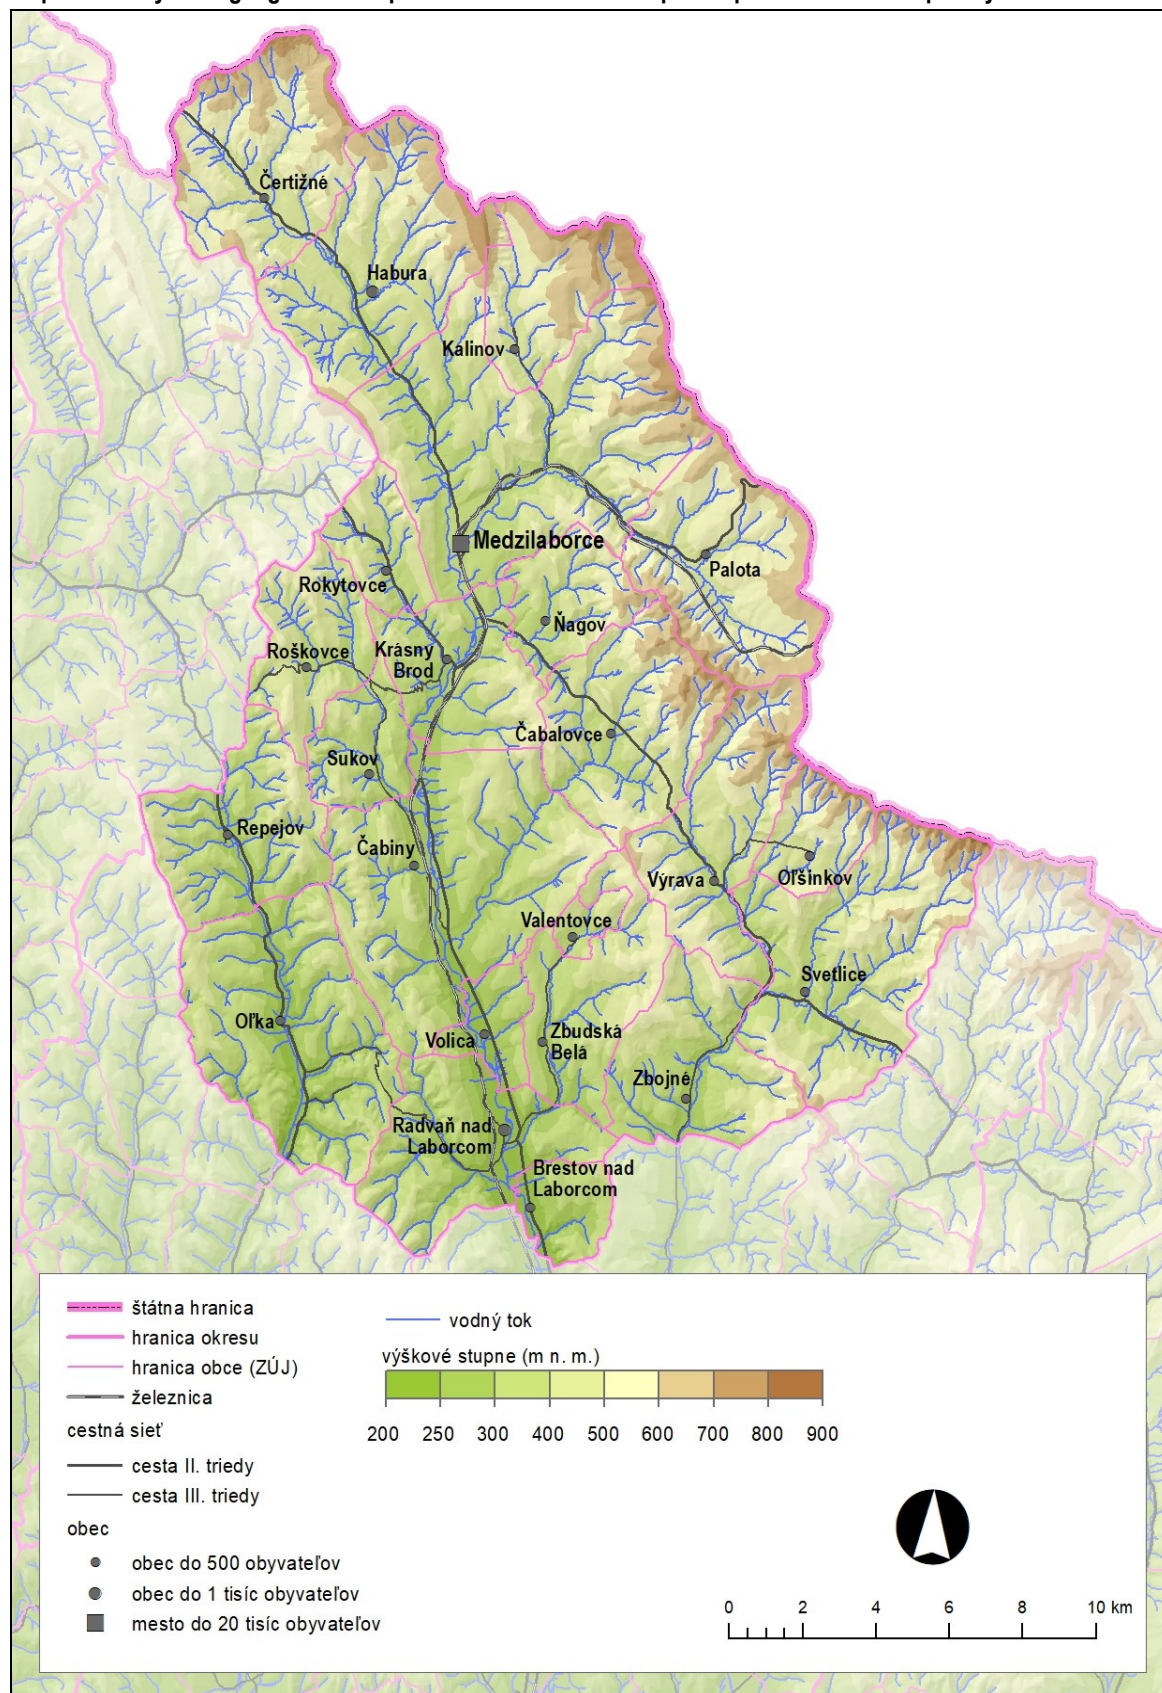 Čertižné
Habura
Kalinov
Medzilaborce
Palota
Rokytovce
Ňagov
Roškovce
Krásny
Brod
Čabalovce
Sukov
Repejov
Čabiny
Výrava
Oľšinkov
Valentovce
Svetlice
Oľka
Volica
Zbudská
Belá
Zbojné
Radvaň nad
Laborcom
Brestov nad
Laborcom
štátna hranica
hranica okresu
hranica obce (ZÚJ)
železnica
cestná sieť
cesta II. triedy
cesta III. triedy
obec
obec do 500 obyvateľov
obec do 1 tisíc obyvateľov
mesto do 20 tisíc obyvateľov
vodný tok
výškové stupne (m n. m.)
200 250 300 400 500 600 700 800 900
0 2 4 6 8 10 km